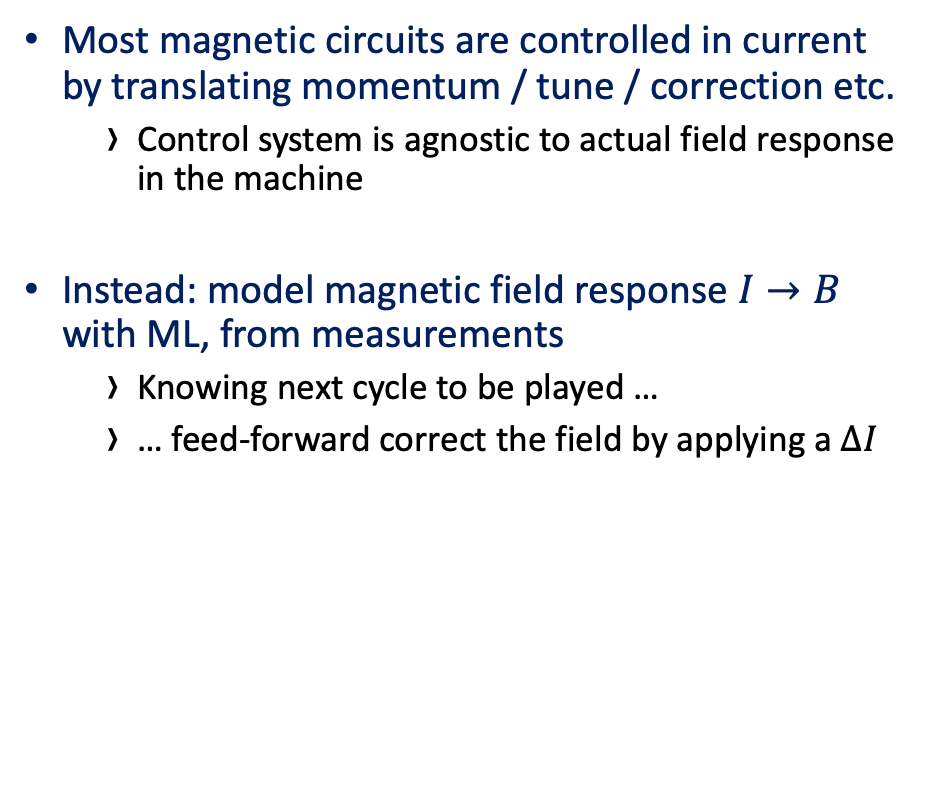 • Most magnetic circuits are controlled in current
by translating momentum / tune / correction etc.
› Control system is agnostic to actual field response
in the machine
• Instead: model magnetic field response I → B
with ML, from measurements
› Knowing next cycle to be played ...
› ... feed-forward correct the field by applying a ΔI